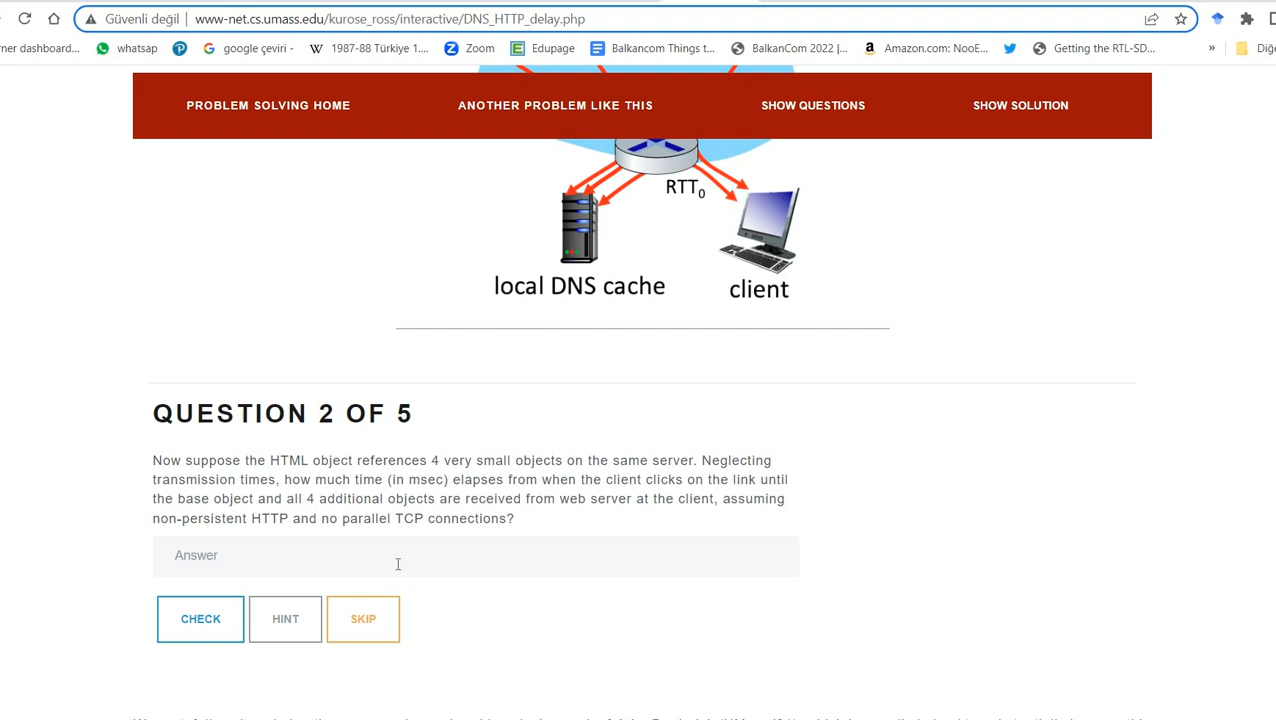 Güvenli değil | www-net.cs.umass.edu/kurose_ross/interactive/DNS_HTTP_delay.php
rner dashboard... whatsap google çeviri - W 1987-88 Türkiye 1.... Z Zoom E Edupage Balkancom Things t... BalkanCom 2022 |... a Amazon.com: NooE... Getting the RTL-SD... » Diğe
PROBLEM SOLVING HOME ANOTHER PROBLEM LIKE THIS SHOW QUESTIONS SHOW SOLUTION
RTT0
local DNS cache client
QUESTION 2 OF 5
Now suppose the HTML object references 4 very small objects on the same server. Neglecting
transmission times, how much time (in msec) elapses from when the client clicks on the link until
the base object and all 4 additional objects are received from web server at the client, assuming
non-persistent HTTP and no parallel TCP connections?
Answer
CHECK HINT SKIP